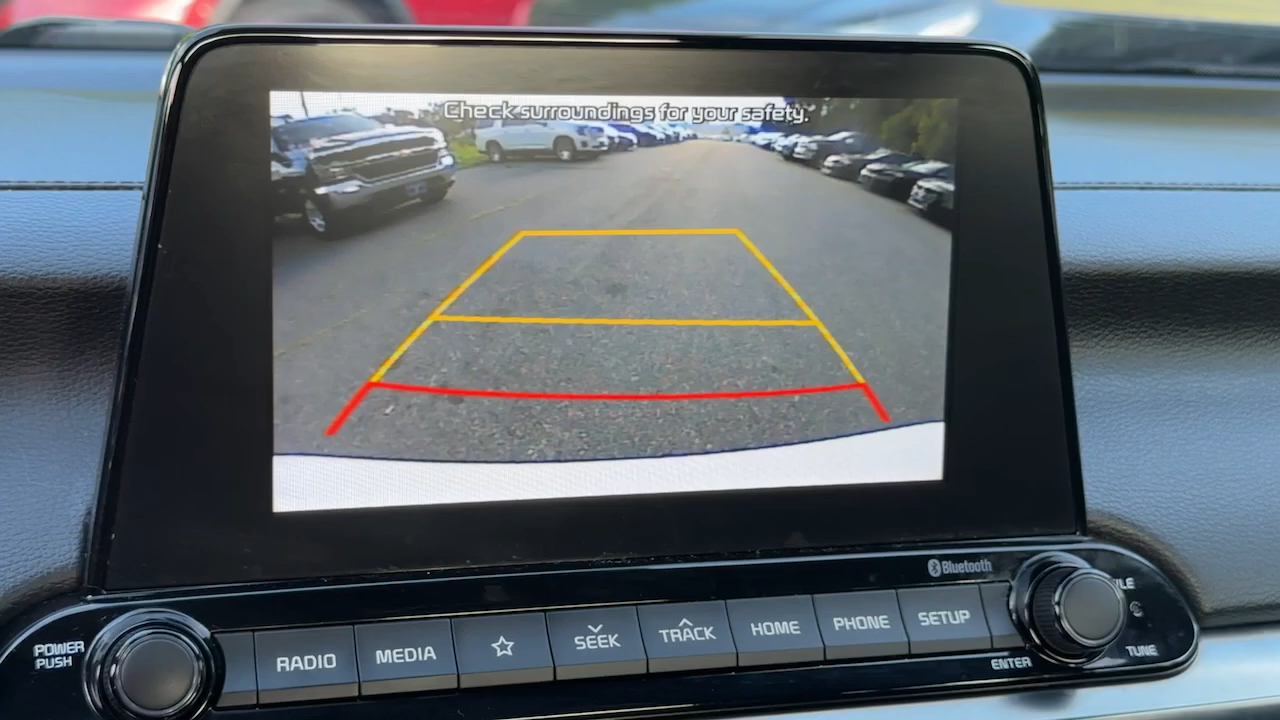 Check surroundings for your safety.
Bluetooth
POWER
PUSH
RADIO
MEDIA
SEEK
TRACK
HOME
PHONE
SETUP
ENTER
TUNE